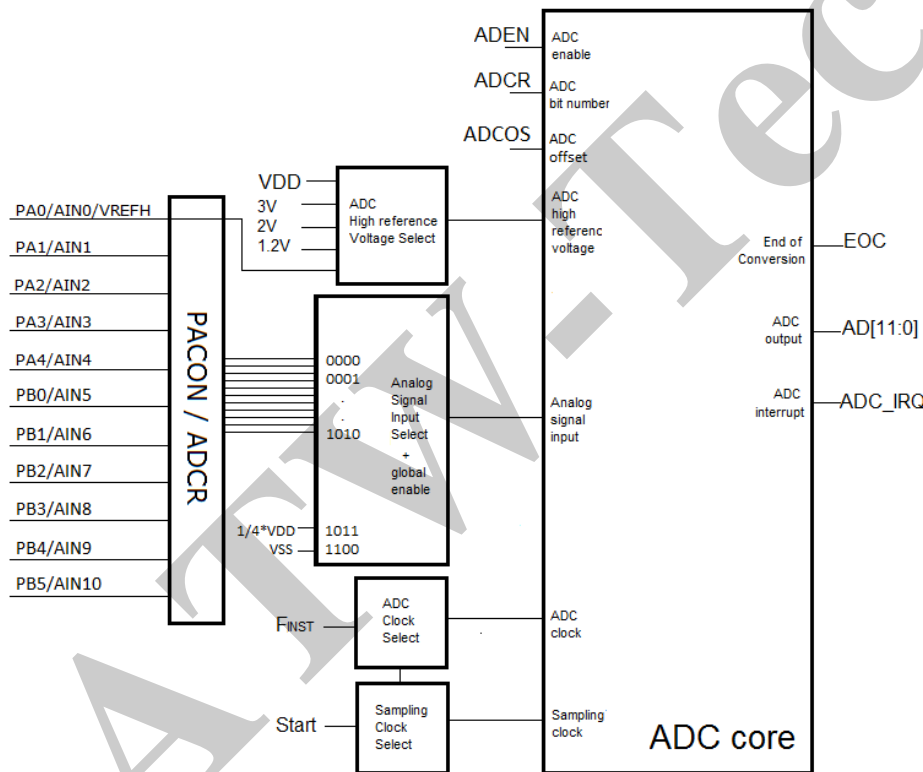 ADEN
ADC
enable
ADCR
ADC
bit number
ADCOS
ADC
offset
VDD
3V
2V
1.2V
ADC
High reference
Voltage Select
ADC
high
referenc
voltage
PA0/AIN0/VREFH
PA1/AIN1
PA2/AIN2
PA3/AIN3
PA4/AIN4
PB0/AIN5
PB1/AIN6
PB2/AIN7
PB3/AIN8
PB4/AIN9
PB5/AIN10
PACON / ADCR
0000
0001
.
.
1010
1/4*VDD 1011
VSS 1100
Analog
Signal
Input
Select
+
global
enable
Analog
signal
input
End of
Conversion
EOC
ADC
output
AD[11:0]
ADC
interrupt
ADC_IRQ
FINST
ADC
Clock
Select
ADC
clock
Start
Sampling
Clock
Select
Sampling
clock
ADC core
ATW-Tec